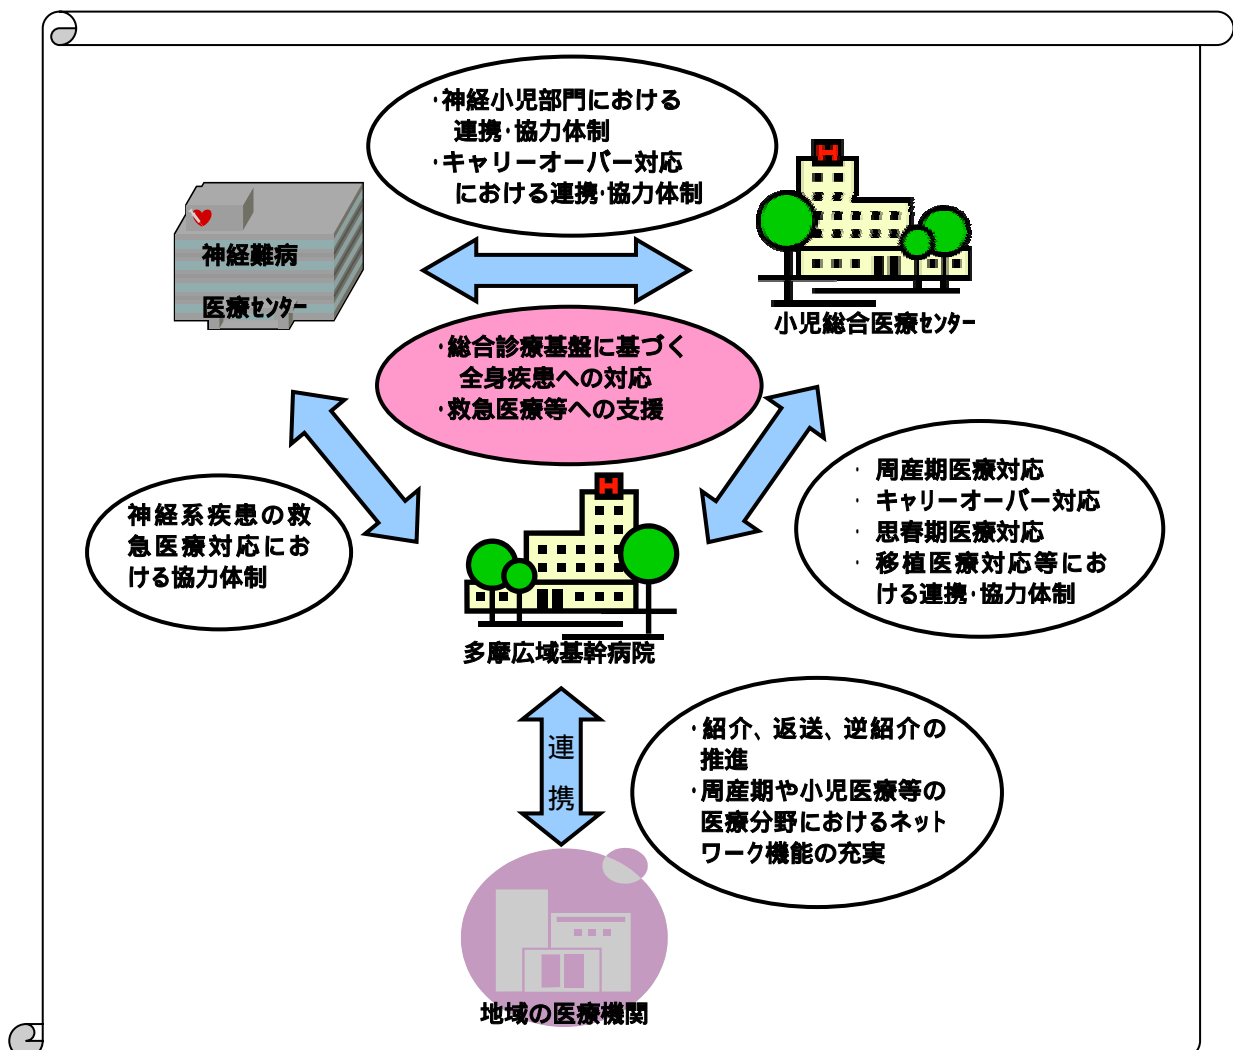 ・神経小児部門における
連携・協力体制
・キャリーオーバー対応
における連携・協力体制
神経難病
医療センター
小児総合医療センター
・総合診療基盤に基づく
全身疾患への対応
・救急医療等への支援
神経系疾患の救
急医療対応にお
ける協力体制
・ 周産期医療対応
・ キャリーオーバー対応
・ 思春期医療対応
・ 移植医療対応等にお
ける連携・協力体制
H
H
多摩広域基幹病院
連
携
・紹介、返送、逆紹介の
推進
・周産期や小児医療等の
医療分野におけるネット
ワーク機能の充実
地域の医療機関